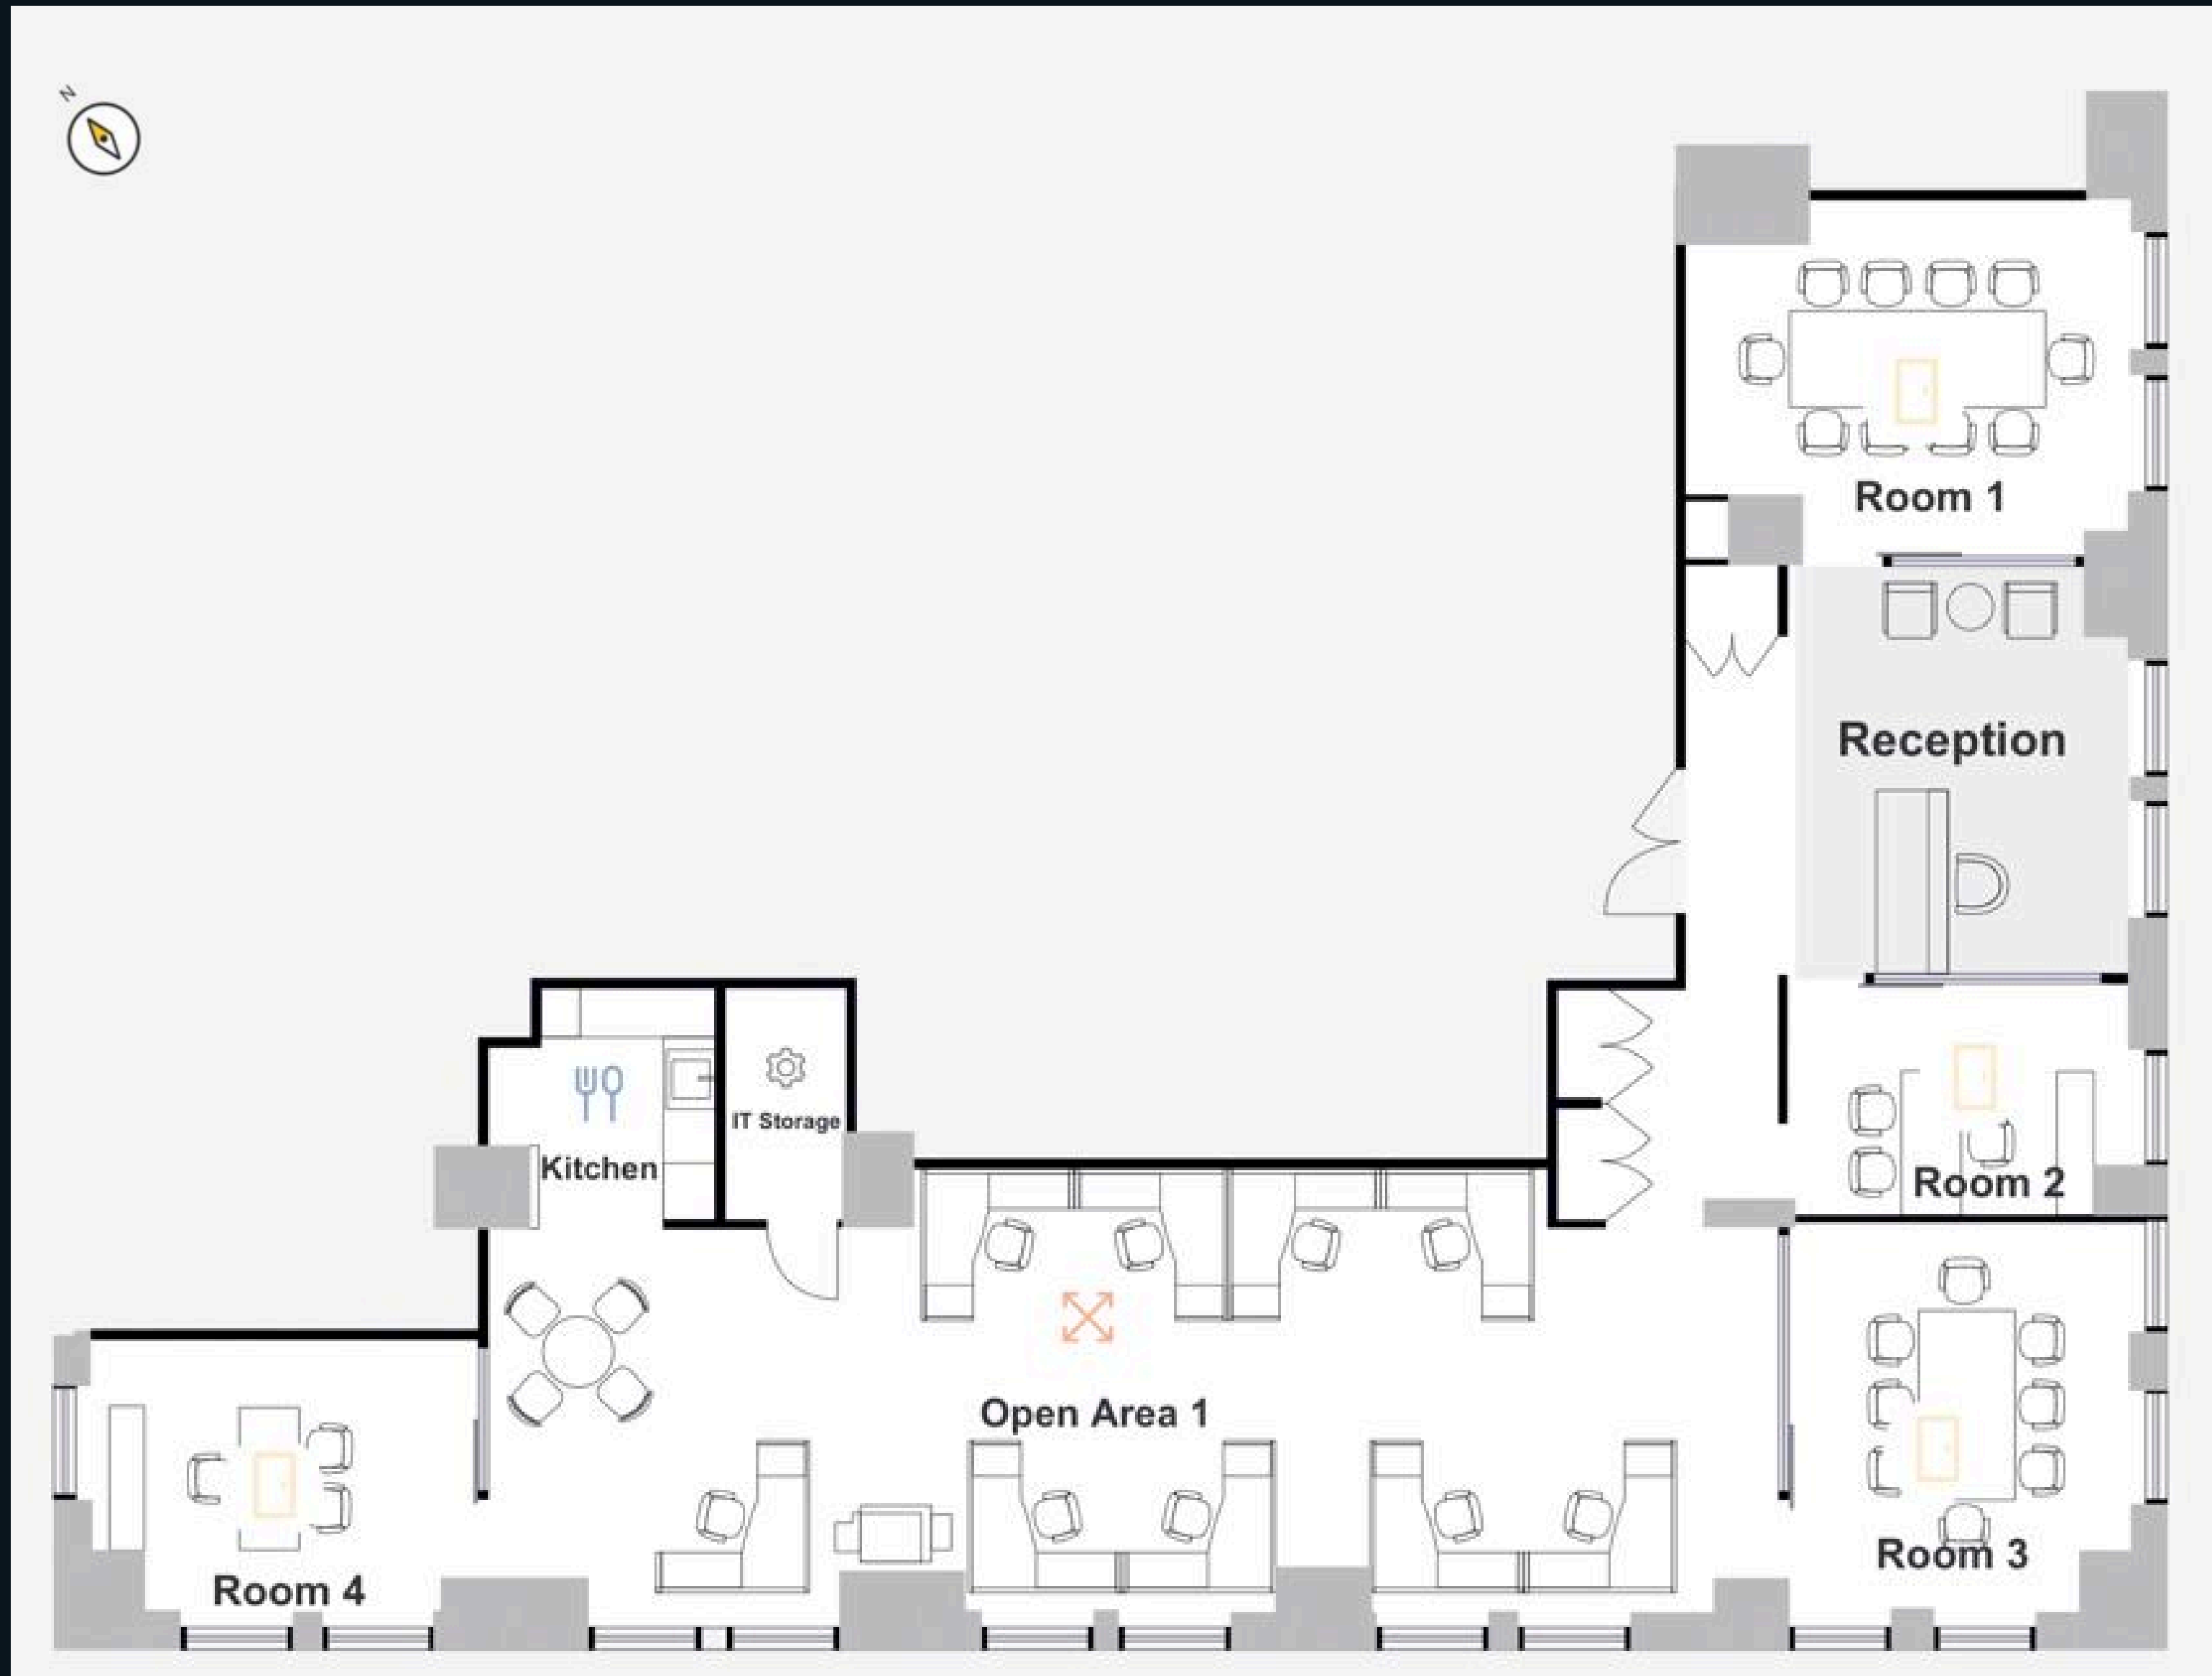 N
Room 1
Reception
IT Storage
Kitchen
Room 2
Open Area 1
Room 3
Room 4